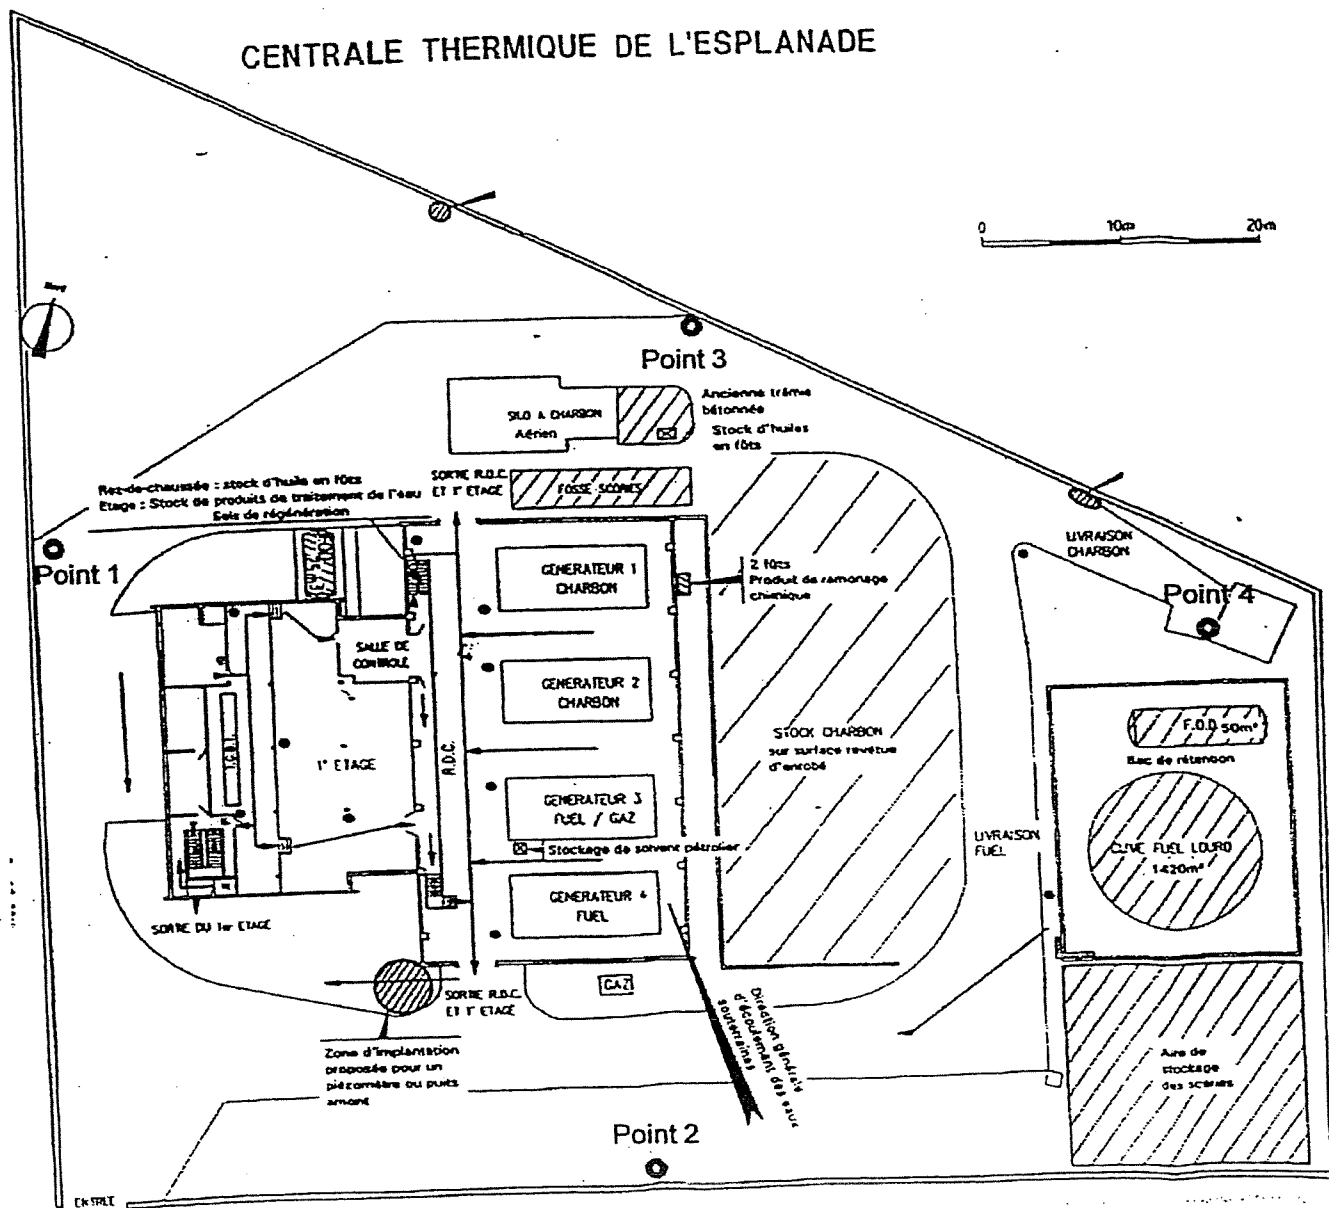 CENTRALE THERMIQUE DE L'ESPLANADE
0 10m 20m
Nord
Point 3
Ancienne trémie
bétonnée
SILO A CHARBON
Aérien
Stock d'huiles
en fûts
Rez-de-chaussée : stock d'huile en fûts
Etage : Stock de produits de traitement de l'eau
Sels de régénération
SORTIE R.D.C.
ET 1° ETAGE
FOSSE SCORIES
LIVRAISON
CHARBON
Point 1
GENERATEUR 1
CHARBON
2 fûts
Produit de ramonage
chimique
Point 4
SALLE DE
CONTROLE
GENERATEUR 2
CHARBON
F.O.D 50m³
STOCK CHARBON
sur surface revêtue
d'enrobé
Bac de rétention
T.G.B.T.
1° ETAGE
R.D.C.
GENERATEUR 3
FUEL / GAZ
LIVRAISON
FUEL
CUVE FUEL LOURD
1420m³
Stockage de solvent pétrolier
GENERATEUR 4
FUEL
SORTIE DU 1er ETAGE
GAZ
SORTIE R.D.C.
ET 1° ETAGE
Direction générale
d'écoulement des eaux
souterraines
Zone d'implantation
proposée pour un
piézomètre ou puits
amont
Aire de
stockage
des scories
Point 2
ENTREE